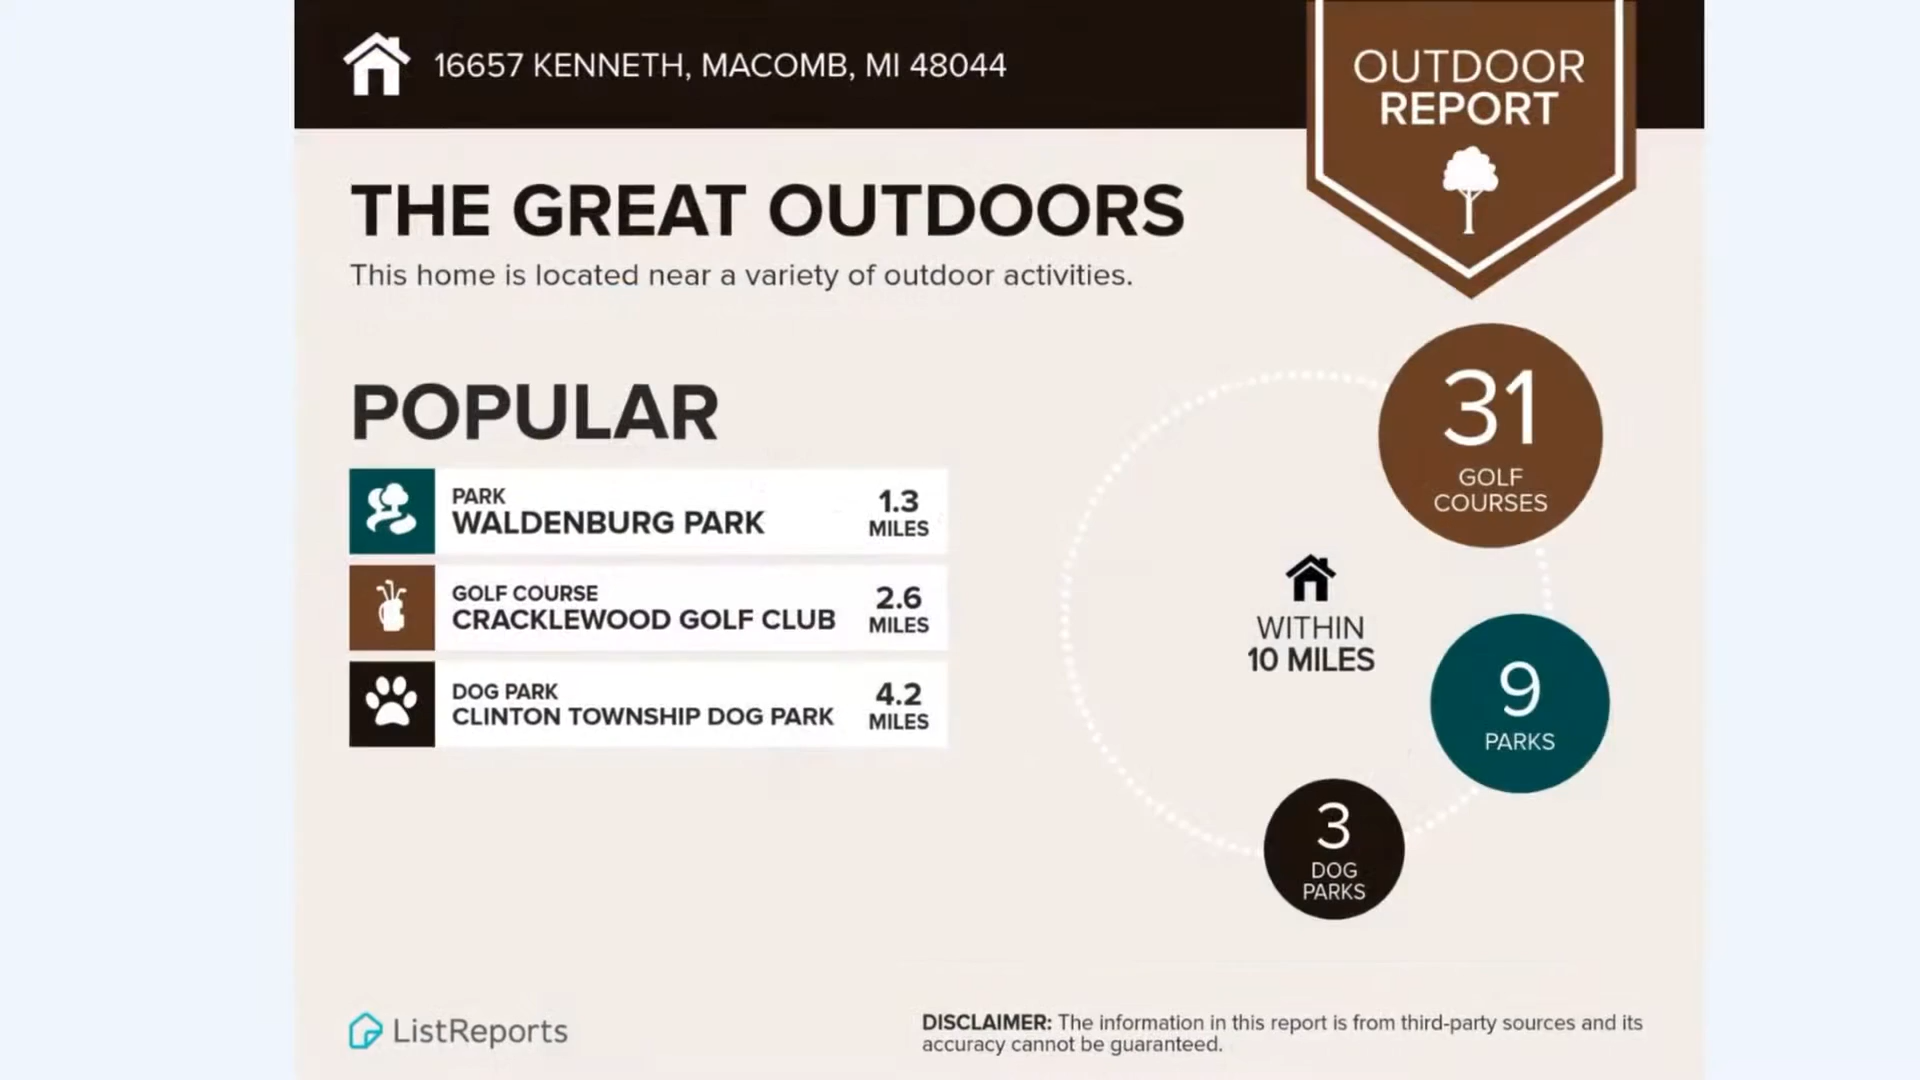 16657 KENNETH, MACOMB, MI 48044
OUTDOOR
REPORT
THE GREAT OUTDOORS
This home is located near a variety of outdoor activities.
POPULAR
PARK
WALDENBURG PARK
1.3
MILES
GOLF COURSE
CRACKLEWOOD GOLF CLUB
2.6
MILES
DOG PARK
CLINTON TOWNSHIP DOG PARK
4.2
MILES
31
GOLF
COURSES
WITHIN
10 MILES
9
PARKS
3
DOG
PARKS
ListReports
DISCLAIMER: The information in this report is from third-party sources and its
accuracy cannot be guaranteed.